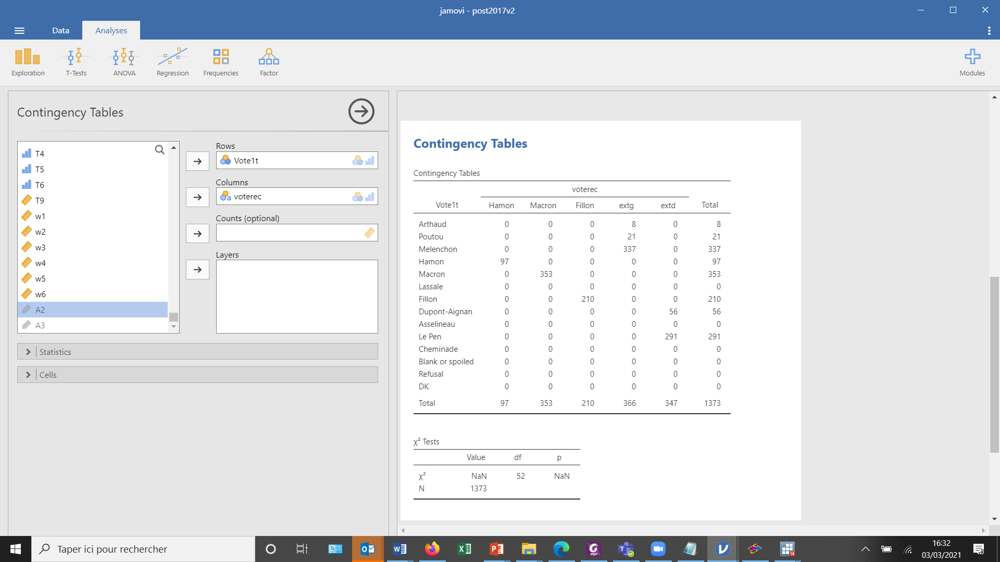 jamovi - post2017v2
Data
Analyses
Exploration
T-Tests
ANOVA
Regression
Frequencies
Factor
Modules
Contingency Tables
T4
T5
T6
T9
w1
w2
w3
w4
w5
w6
A2
A3
Rows
Vote1t
Columns
a voterec
Counts (optional)
Layers
Statistics
Cells
Contingency Tables
Contingency Tables
voterec
Vote1t Hamon Macron Fillon extg extd Total
Arthaud 0 0 0 8 0 8
Poutou 0 0 0 21 0 21
Melenchon 0 0 0 337 0 337
Hamon 97 0 0 0 0 97
Macron 0 353 0 0 0 353
Lassale 0 0 0 0 0 0
Fillon 0 0 210 0 0 210
Dupont-Aignan 0 0 0 0 56 56
Asselineau 0 0 0 0 0 0
Le Pen 0 0 0 0 291 291
Cheminade 0 0 0 0 0 0
Blank or spoiled 0 0 0 0 0 0
Refusal 0 0 0 0 0 0
DK 0 0 0 0 0 0
Total 97 353 210 366 347 1373
χ² Tests
Value df p
χ² NaN 52 NaN
N 1373
Taper ici pour rechercher
PDF
14
16:32
03/03/2021